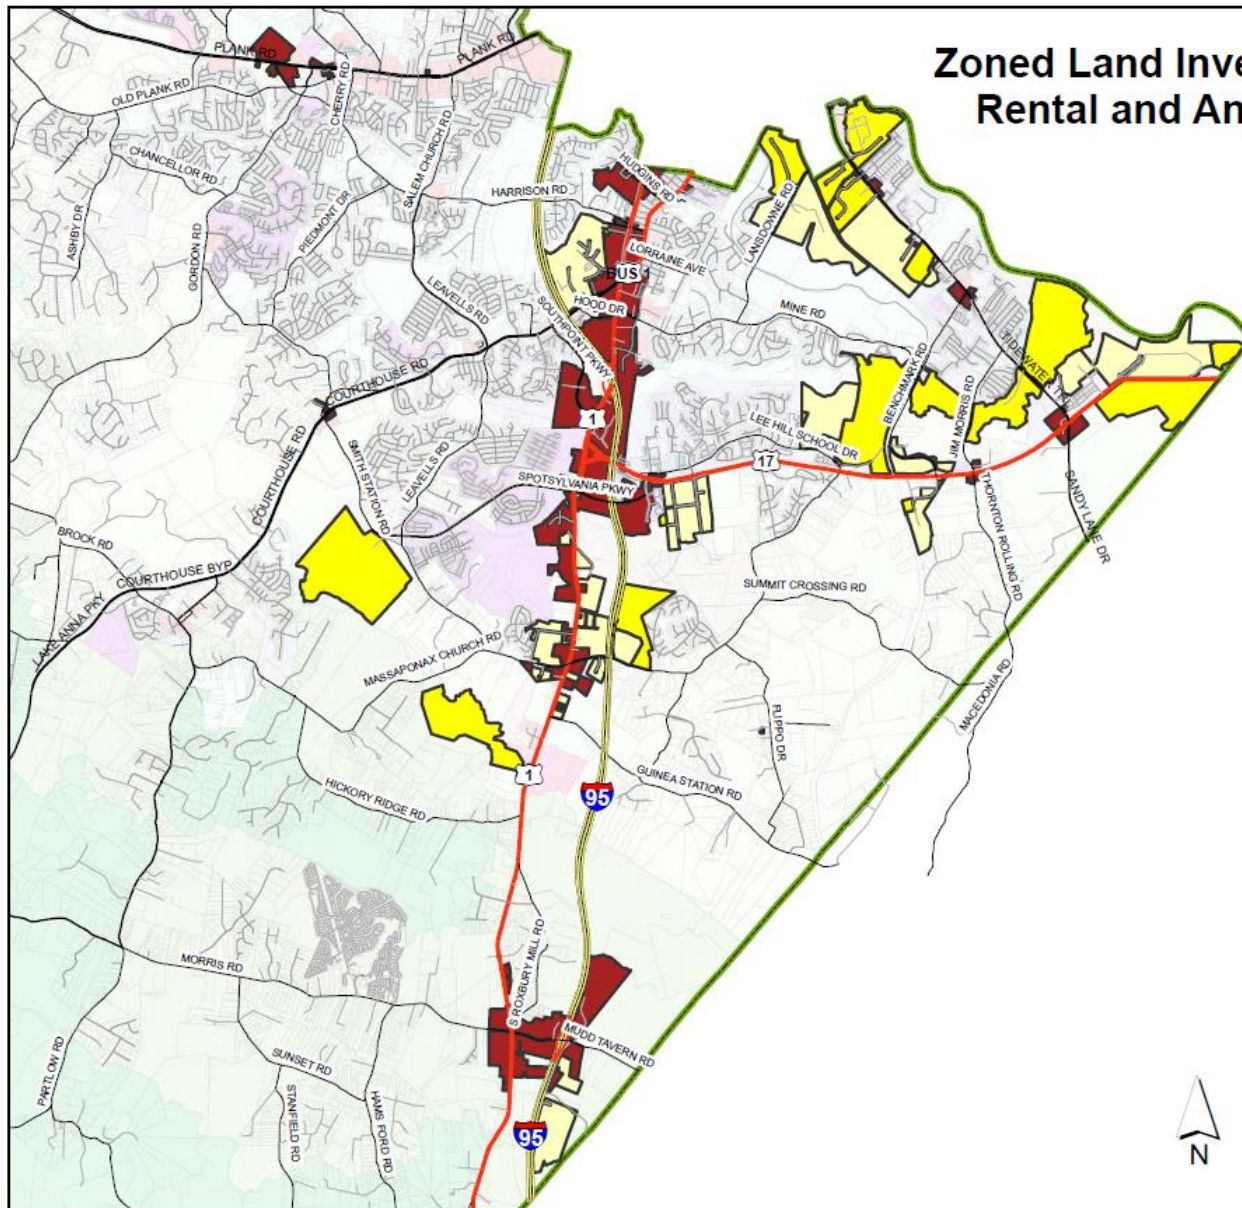 Zoned Land Inve
Rental and An
PLANK RD
PLANK RD
OLD PLANK RD
CHERRY RD
CHANCELLOR RD
SALEM CHURCH RD
HARRISON RD
HUDGINS RD
ASHBY DR
GORDON RD
PIEDMONT DR
LANSDOWNE RD
LORRAINE AVE
BUS 1
LEAVELLS RD
SOUTHPOINT PKWY
HOOD DR
MINE RD
TIDEWATER TRL
COURTHOUSE RD
BENCHMARK RD
JIM MORRIS RD
1
COURTHOUSE RD
SMITH STATION RD
LEAVELLS RD
LEE HILL SCHOOL DR
17
SPOTSYLVANIA PKWY
THORNTON ROLLING RD
SANDY LANE DR
BROCK RD
COURTHOUSE BYP
SUMMIT CROSSING RD
LAKE ANNA PKY
MASSAPONAX CHURCH RD
MACEDONIA RD
FLIPPO DR
1
GUINEA STATION RD
95
HICKORY RIDGE RD
MORRIS RD
S ROXBURY MILL RD
MUDD TAVERN RD
PARTLOW RD
SUNSET RD
STANFIELD RD
HAMS FORD RD
95
N